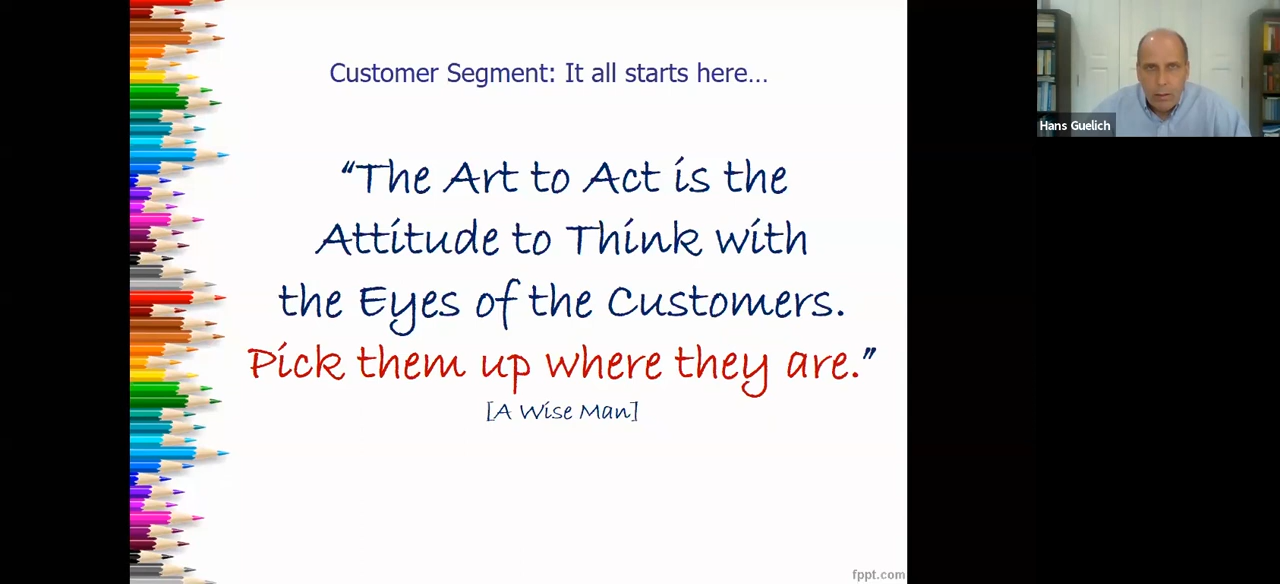 Customer Segment: It all starts here...
Hans Guelich
“The Art to Act is the
Attitude to Think with
the Eyes of the Customers.
Pick them up where they are.”
[A Wise Man]
fppt.com